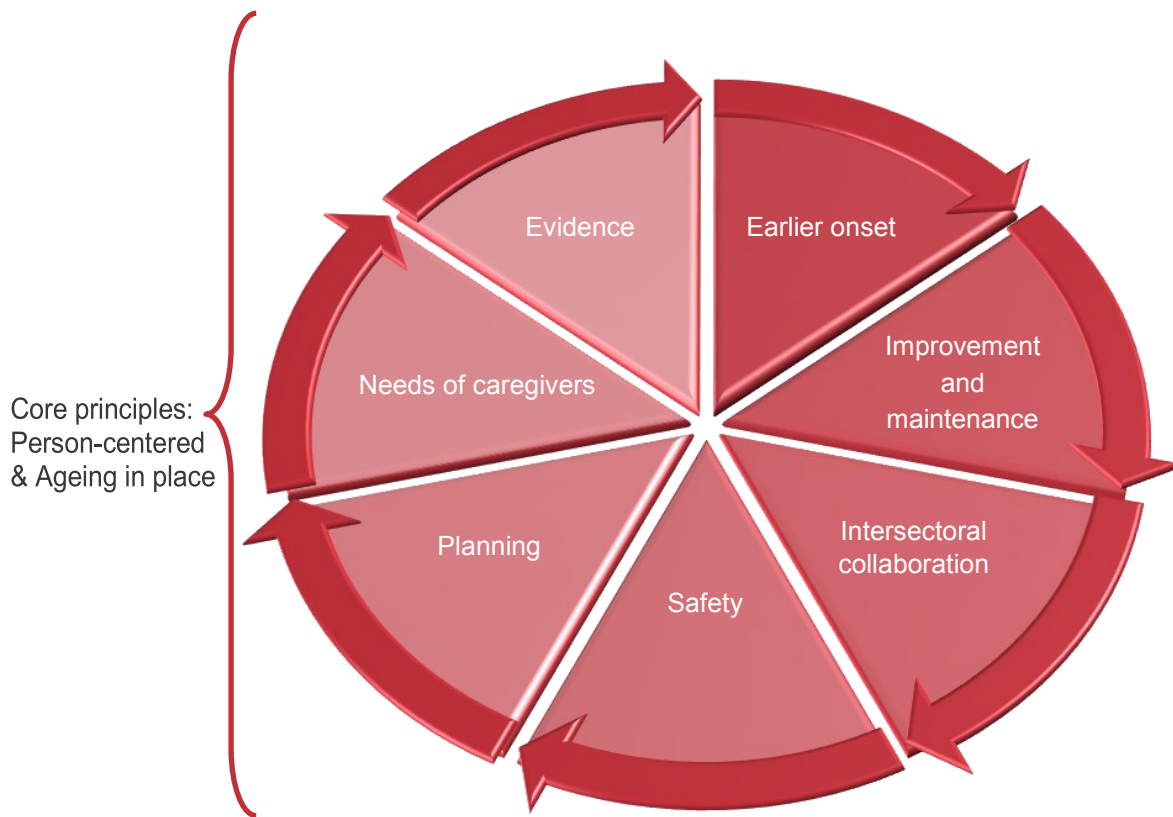 Evidence
Earlier onset
Improvement
and
maintenance
Needs of caregivers
Core principles:
Person-centered
& Ageing in place
Intersectoral
collaboration
Planning
Safety